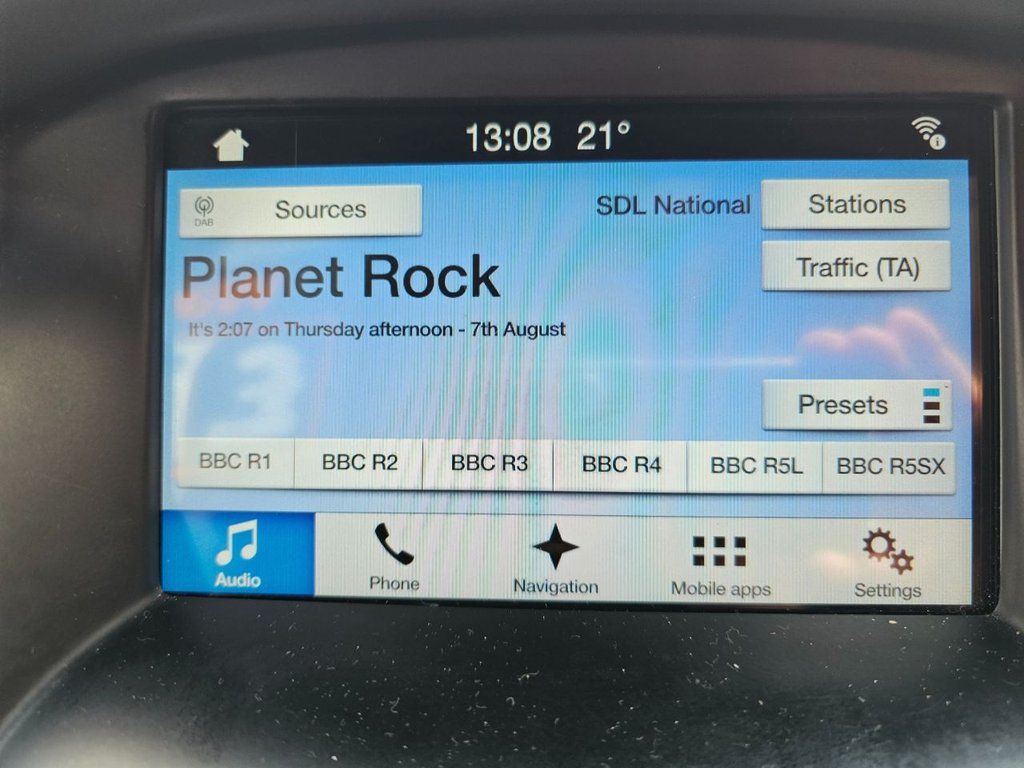 13:08 21°
DAB
Sources
SDL National
Stations
Planet Rock
Traffic (TA)
It's 2:07 on Thursday afternoon - 7th August
Presets
BBC R1
BBC R2
BBC R3
BBC R4
BBC R5L
BBC R5SX
Audio
Phone
Navigation
Mobile apps
Settings